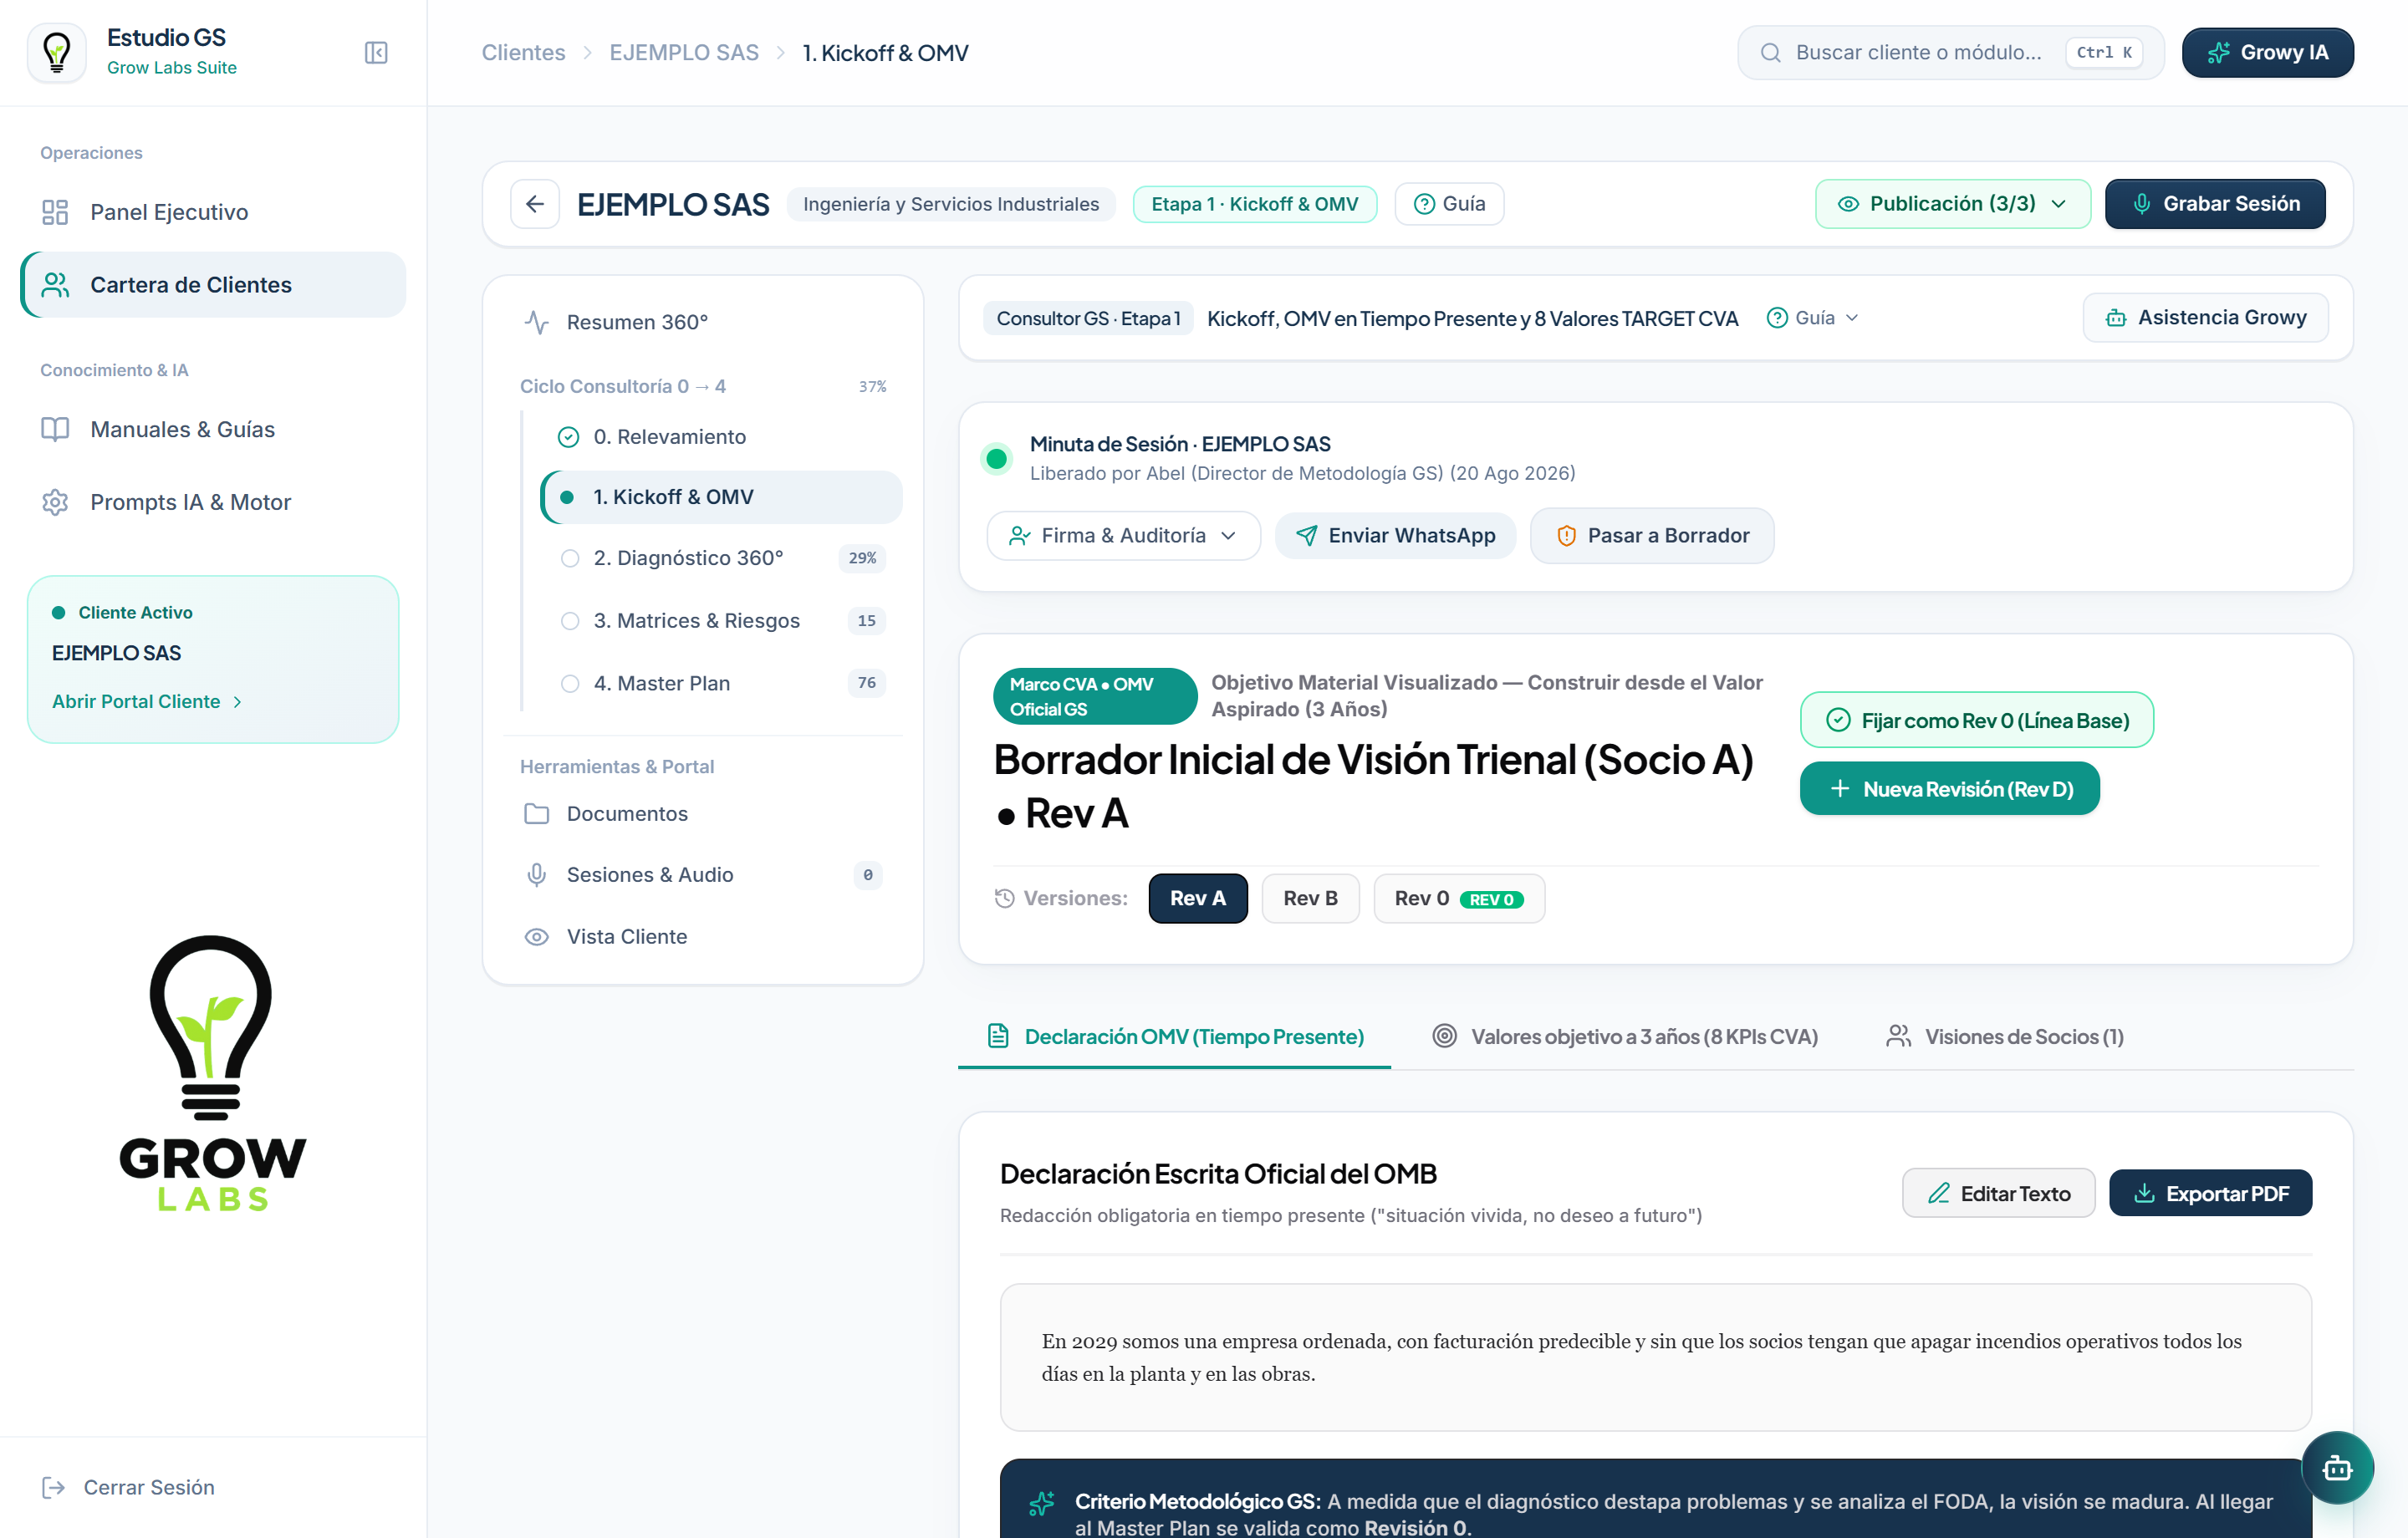 Estudio GS
Grow Labs Suite
Clientes > EJEMPLO SAS > 1. Kickoff & OMV
Buscar cliente o módulo... Ctrl K
Growy IA
Operaciones
Panel Ejecutivo
Cartera de Clientes
Conocimiento & IA
Manuales & Guías
Prompts IA & Motor
Cliente Activo
EJEMPLO SAS
Abrir Portal Cliente >
GROW
LABS
Cerrar Sesión
EJEMPLO SAS
Ingeniería y Servicios Industriales
Etapa 1 · Kickoff & OMV
Guía
Publicación (3/3)
Grabar Sesión
Resumen 360°
Ciclo Consultoría 0 → 4 37%
0. Relevamiento
1. Kickoff & OMV
2. Diagnóstico 360° 29%
3. Matrices & Riesgos 15
4. Master Plan 76
Herramientas & Portal
Documentos
Sesiones & Audio 0
Vista Cliente
Consultor GS · Etapa 1
Kickoff, OMV en Tiempo Presente y 8 Valores TARGET CVA
Guía
Asistencia Growy
Minuta de Sesión · EJEMPLO SAS
Liberado por Abel (Director de Metodología GS) (20 Ago 2026)
Firma & Auditoría
Enviar WhatsApp
Pasar a Borrador
Marco CVA • OMV
Oficial GS
Objetivo Material Visualizado — Construir desde el Valor
Aspirado (3 Años)
Borrador Inicial de Visión Trienal (Socio A)
• Rev A
Fijar como Rev 0 (Línea Base)
+ Nueva Revisión (Rev D)
Versiones:
Rev A
Rev B
Rev 0 REV 0
Declaración OMV (Tiempo Presente)
Valores objetivo a 3 años (8 KPIs CVA)
Visiones de Socios (1)
Declaración Escrita Oficial del OMB
Redacción obligatoria en tiempo presente ("situación vivida, no deseo a futuro")
Editar Texto
Exportar PDF
En 2029 somos una empresa ordenada, con facturación predecible y sin que los socios tengan que apagar incendios operativos todos los
días en la planta y en las obras.
Criterio Metodológico GS: A medida que el diagnóstico destapa problemas y se analiza el FODA, la visión se madura. Al llegar
al Master Plan se valida como Revisión 0.